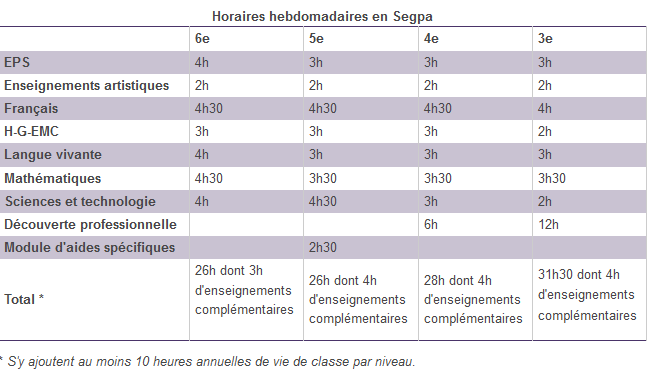 Horaires hebdomadaires en Segpa
6e 5e 4e 3e
EPS 4h 3h 3h 3h
Enseignements artistiques 2h 2h 2h 2h
Français 4h30 4h30 4h30 4h
H-G-EMC 3h 3h 3h 2h
Langue vivante 4h 3h 3h 3h
Mathématiques 4h30 3h30 3h30 3h30
Sciences et technologie 4h 4h30 3h 2h
Découverte professionnelle 6h 12h
Module d'aides spécifiques 2h30
Total * 26h dont 3h d'enseignements complémentaires 26h dont 4h d'enseignements complémentaires 28h dont 4h d'enseignements complémentaires 31h30 dont 4h d'enseignements complémentaires
* S'y ajoutent au moins 10 heures annuelles de vie de classe par niveau.